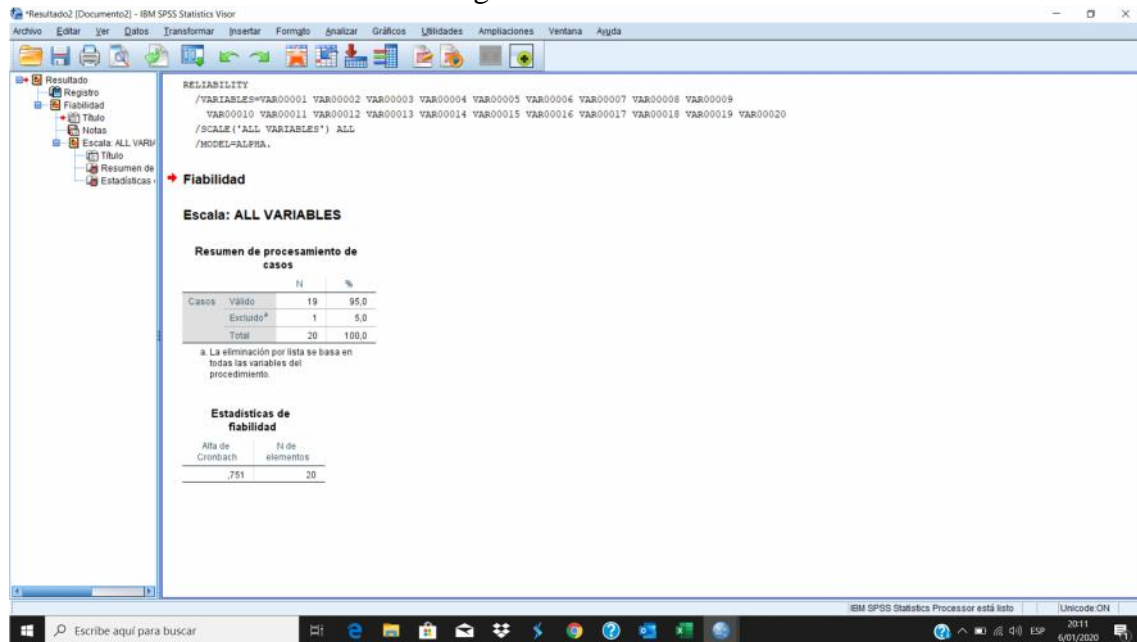 *Resultado2 [Documento2] - IBM SPSS Statistics Visor
Archivo Editar Ver Datos Transformar Insertar Formato Analizar Gráficos Utilidades Ampliaciones Ventana Ayuda
Resultado
Registro
Fiabilidad
Título
Notas
Escala: ALL VARI
Título
Resumen de
Estadísticas
RELIABILITY
/VARIABLES=VAR00001 VAR00002 VAR00003 VAR00004 VAR00005 VAR00006 VAR00007 VAR00008 VAR00009
VAR00010 VAR00011 VAR00012 VAR00013 VAR00014 VAR00015 VAR00016 VAR00017 VAR00018 VAR00019 VAR00020
/SCALE('ALL VARIABLES') ALL
/MODEL=ALPHA.
Fiabilidad
Escala: ALL VARIABLES
Resumen de procesamiento de
casos
N %
Casos Válido 19 95,0
Excluido a 1 5,0
Total 20 100,0
a. La eliminación por lista se basa en
todas las variables del
procedimiento.
Estadísticas de
fiabilidad
Alfa de N de
Cronbach elementos
,751 20
IBM SPSS Statistics Processor está listo Unicode:ON
Escribe aquí para buscar
ESP
20:11
6/01/2020